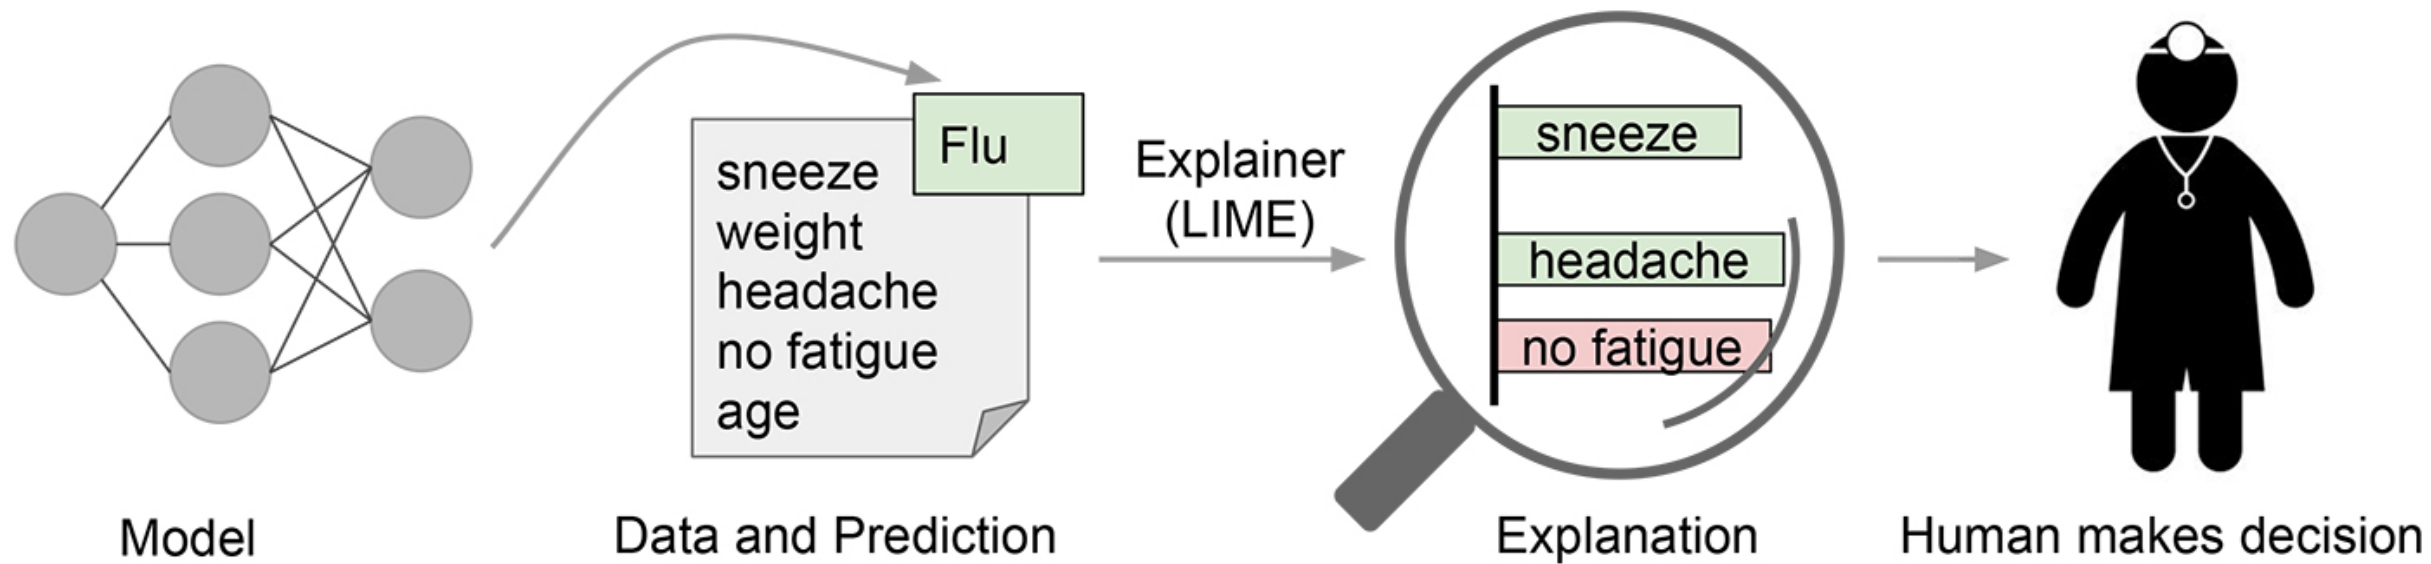 Flu
sneeze
weight
headache
no fatigue
age
Explainer
(LIME)
sneeze
headache
no fatigue
Model
Data and Prediction
Explanation
Human makes decision